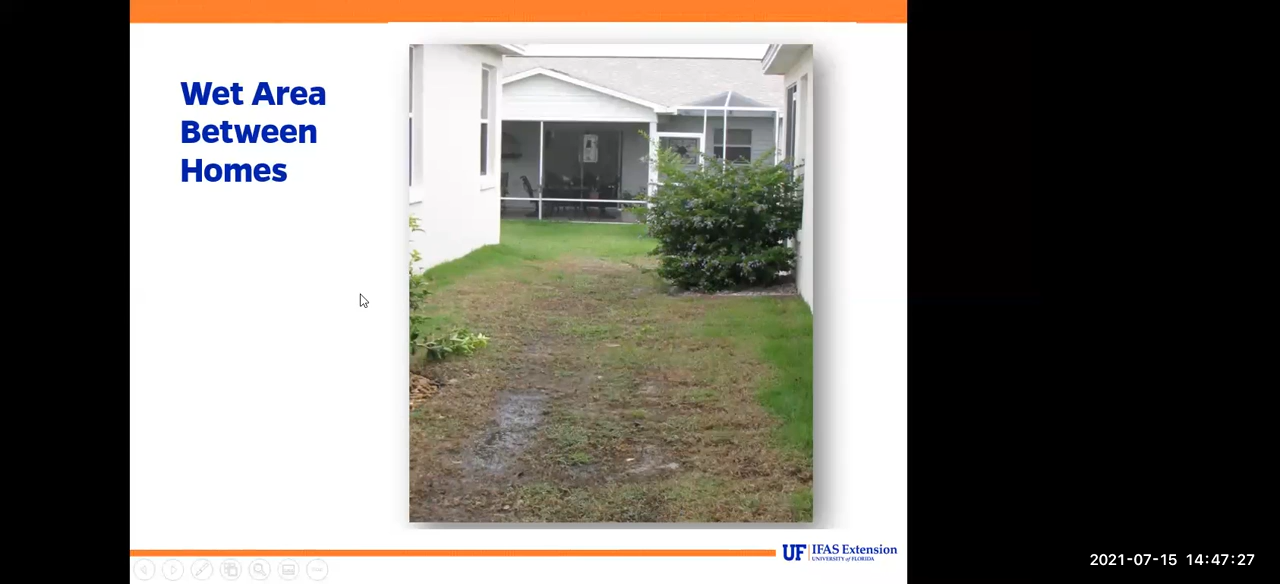 Wet Area
Between
Homes
UF IFAS Extension
UNIVERSITY of FLORIDA
2021-07-15 14:47:27